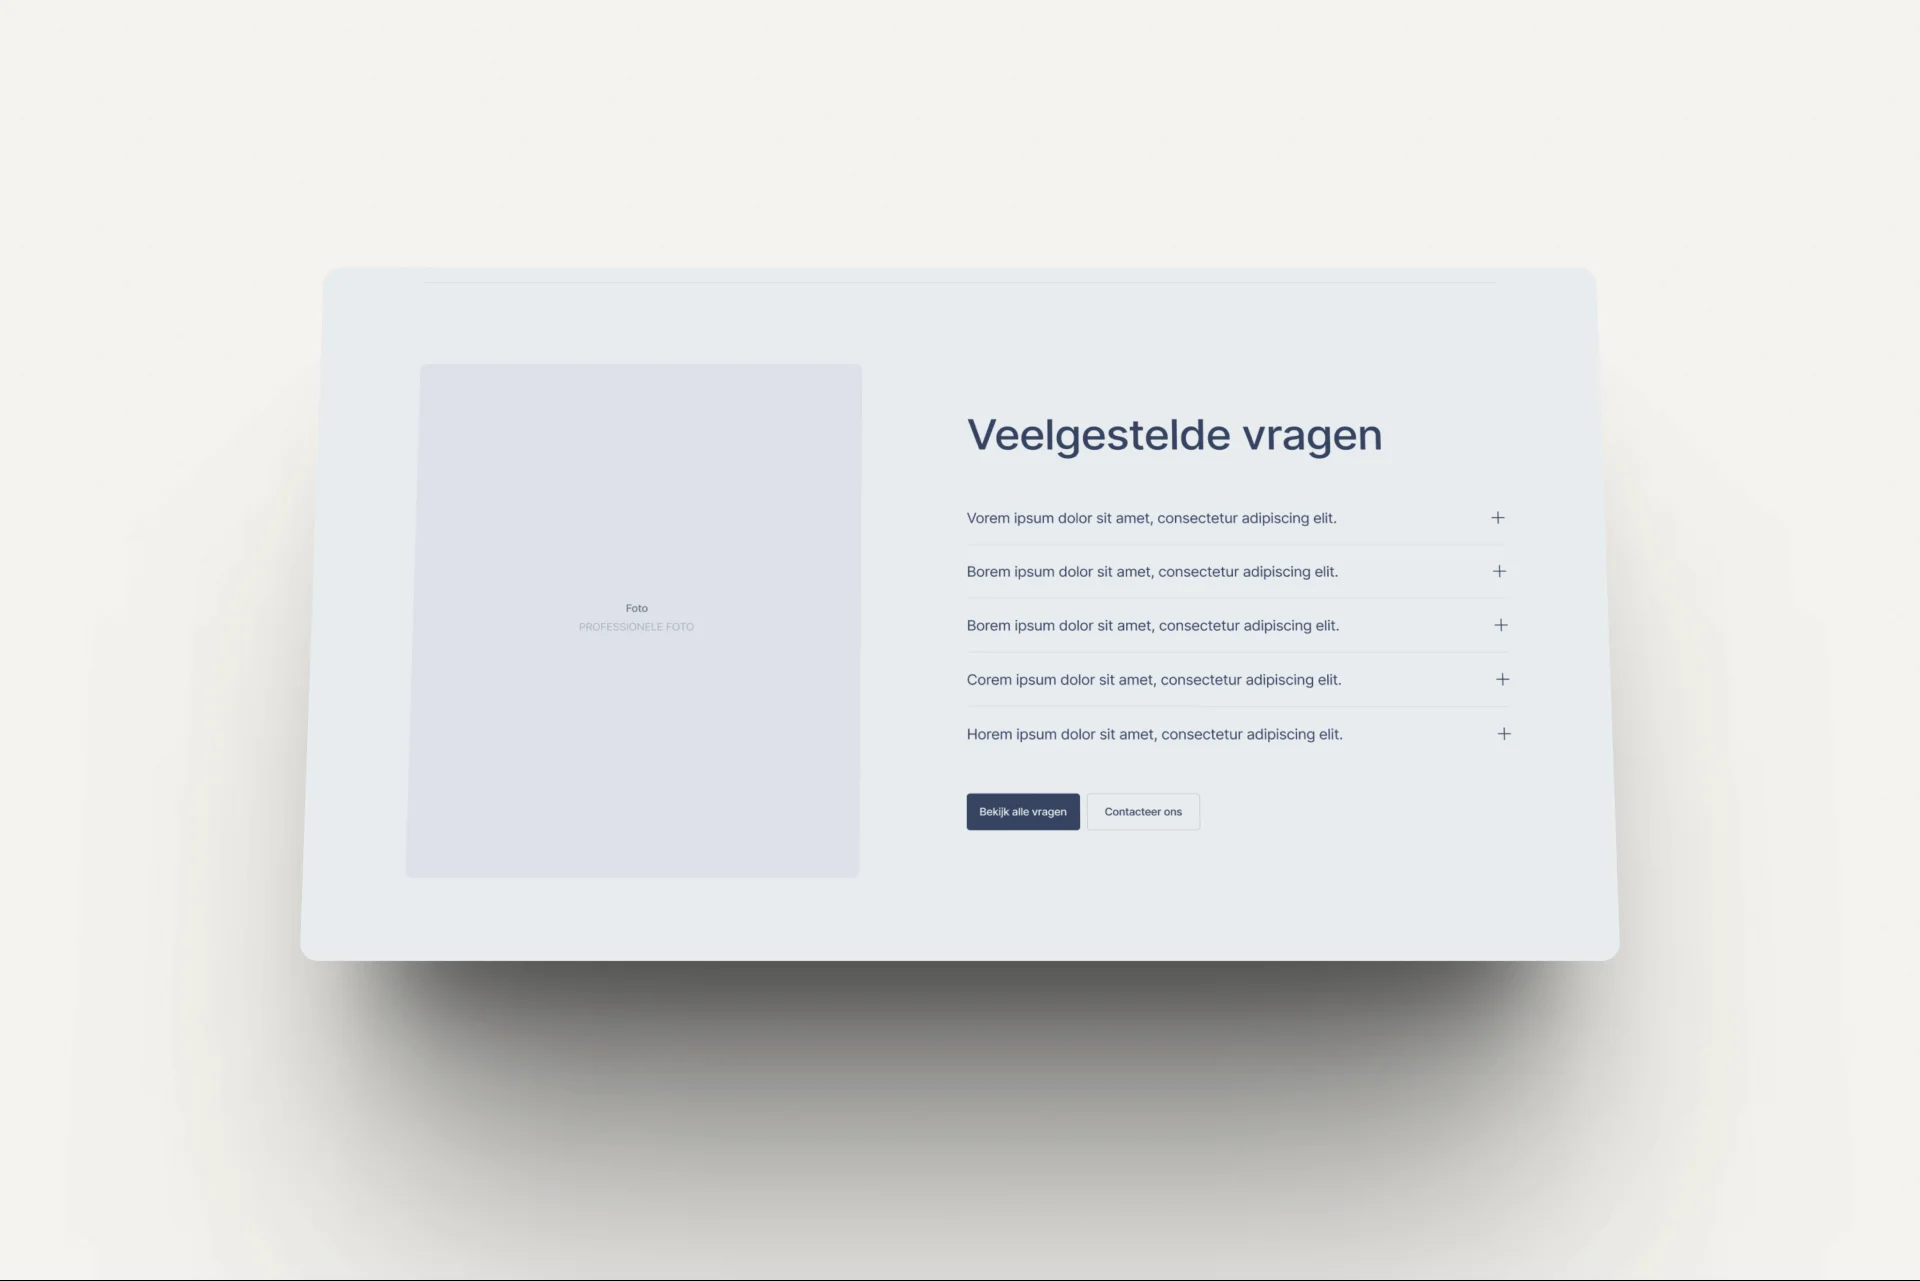 Foto
PROFESSIONELE FOTO
Veelgestelde vragen
Vorem ipsum dolor sit amet, consectetur adipiscing elit.
Borem ipsum dolor sit amet, consectetur adipiscing elit.
Borem ipsum dolor sit amet, consectetur adipiscing elit.
Corem ipsum dolor sit amet, consectetur adipiscing elit.
Horem ipsum dolor sit amet, consectetur adipiscing elit.
Bekijk alle vragen
Contacteer ons